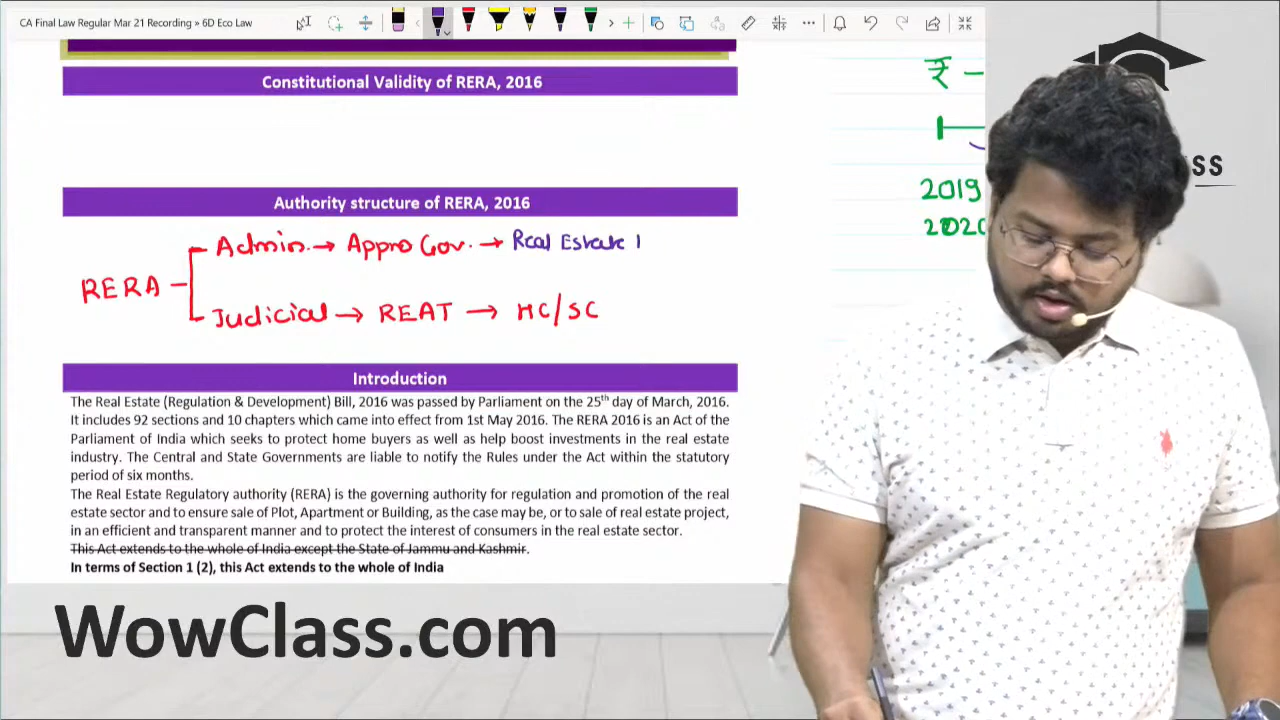 CA Final Law Regular Mar 21 Recording » 6D Eco Law
Constitutional Validity of RERA, 2016
₹ -
SS
Authority structure of RERA, 2016
2019
2020
RERA
Admin. → Appro Gov. → Real Estate
Judicial → REAT → HC/SC
Introduction
The Real Estate (Regulation & Development) Bill, 2016 was passed by Parliament on the 25th day of March, 2016.
It includes 92 sections and 10 chapters which came into effect from 1st May 2016. The RERA 2016 is an Act of the
Parliament of India which seeks to protect home buyers as well as help boost investments in the real estate
industry. The Central and State Governments are liable to notify the Rules under the Act within the statutory
period of six months.
The Real Estate Regulatory authority (RERA) is the governing authority for regulation and promotion of the real
estate sector and to ensure sale of Plot, Apartment or Building, as the case may be, or to sale of real estate project,
in an efficient and transparent manner and to protect the interest of consumers in the real estate sector.
This Act extends to the whole of India except the State of Jammu and Kashmir.
In terms of Section 1 (2), this Act extends to the whole of India
WowClass.com